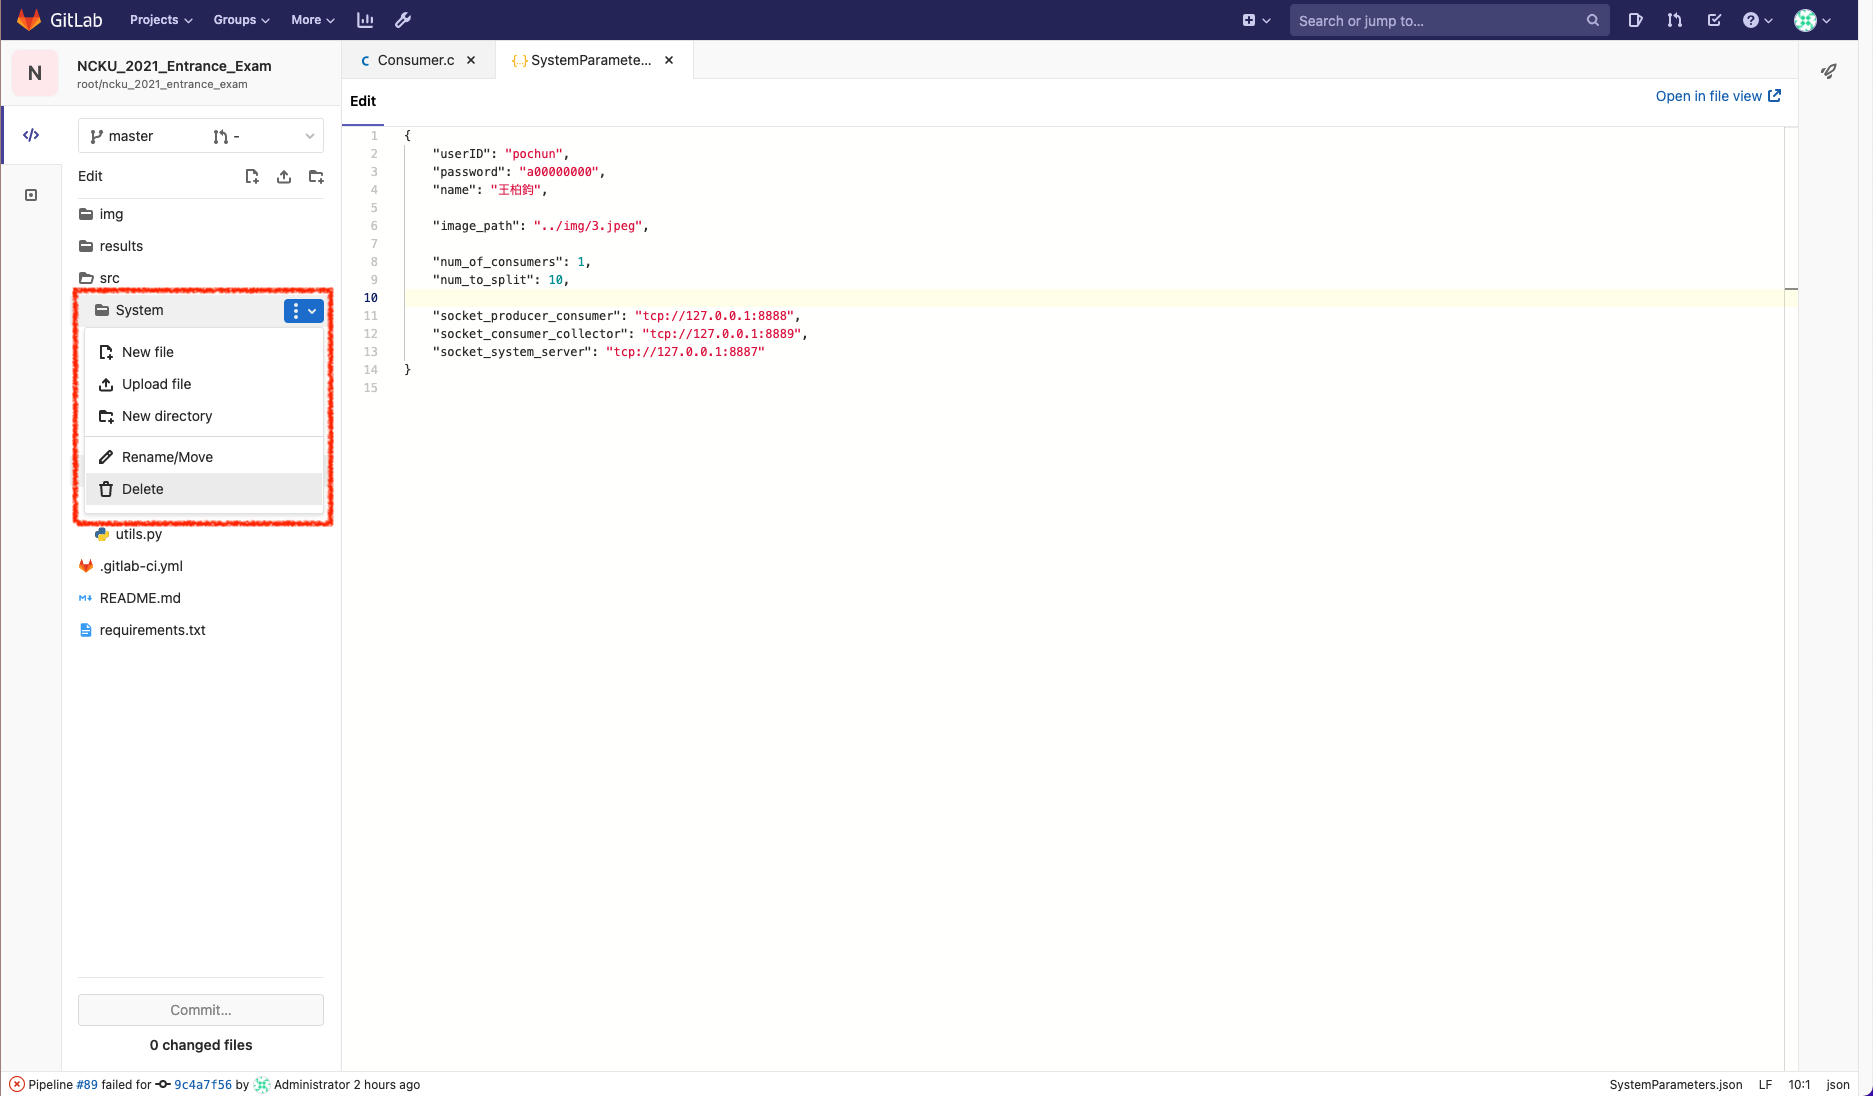 GitLab Projects Groups More Search or jump to...
N NCKU_2021_Entrance_Exam
root/ncku_2021_entrance_exam
master -
Edit
img
results
src
System
New file
Upload file
New directory
Rename/Move
Delete
utils.py
.gitlab-ci.yml
README.md
requirements.txt
Commit...
0 changed files
Consumer.c SystemParamete...
Edit Open in file view
1 {
2 "userID": "pochun",
3 "password": "a00000000",
4 "name": "王柏鈞",
5
6 "image_path": "../img/3.jpeg",
7
8 "num_of_consumers": 1,
9 "num_to_split": 10,
10
11 "socket_producer_consumer": "tcp://127.0.0.1:8888",
12 "socket_consumer_collector": "tcp://127.0.0.1:8889",
13 "socket_system_server": "tcp://127.0.0.1:8887"
14 }
15
Pipeline #89 failed for 9c4a7f56 by Administrator 2 hours ago SystemParameters.json LF 10:1 json